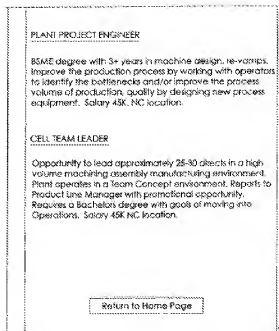 PLANT PROJECT ENGINEER
BSME degree with 3+ years in machine design, re-vamps.
Improve the production process by working with operators
to identify the bottlenecks and/or improve the process
volume of production, quality by designing new process
equipment. Salary 45K. NC location.
CELL TEAM LEADER
Opportunity to lead approximately 25-30 directs in a high
volume machining assembly manufacturing environment.
Plant operates in a Team Concept environment. Reports to
Product Line Manager with promotional opportunity.
Requires a Bachelors degree with goals of moving into
Operations. Salary 45K NC location.
Return to Home Page